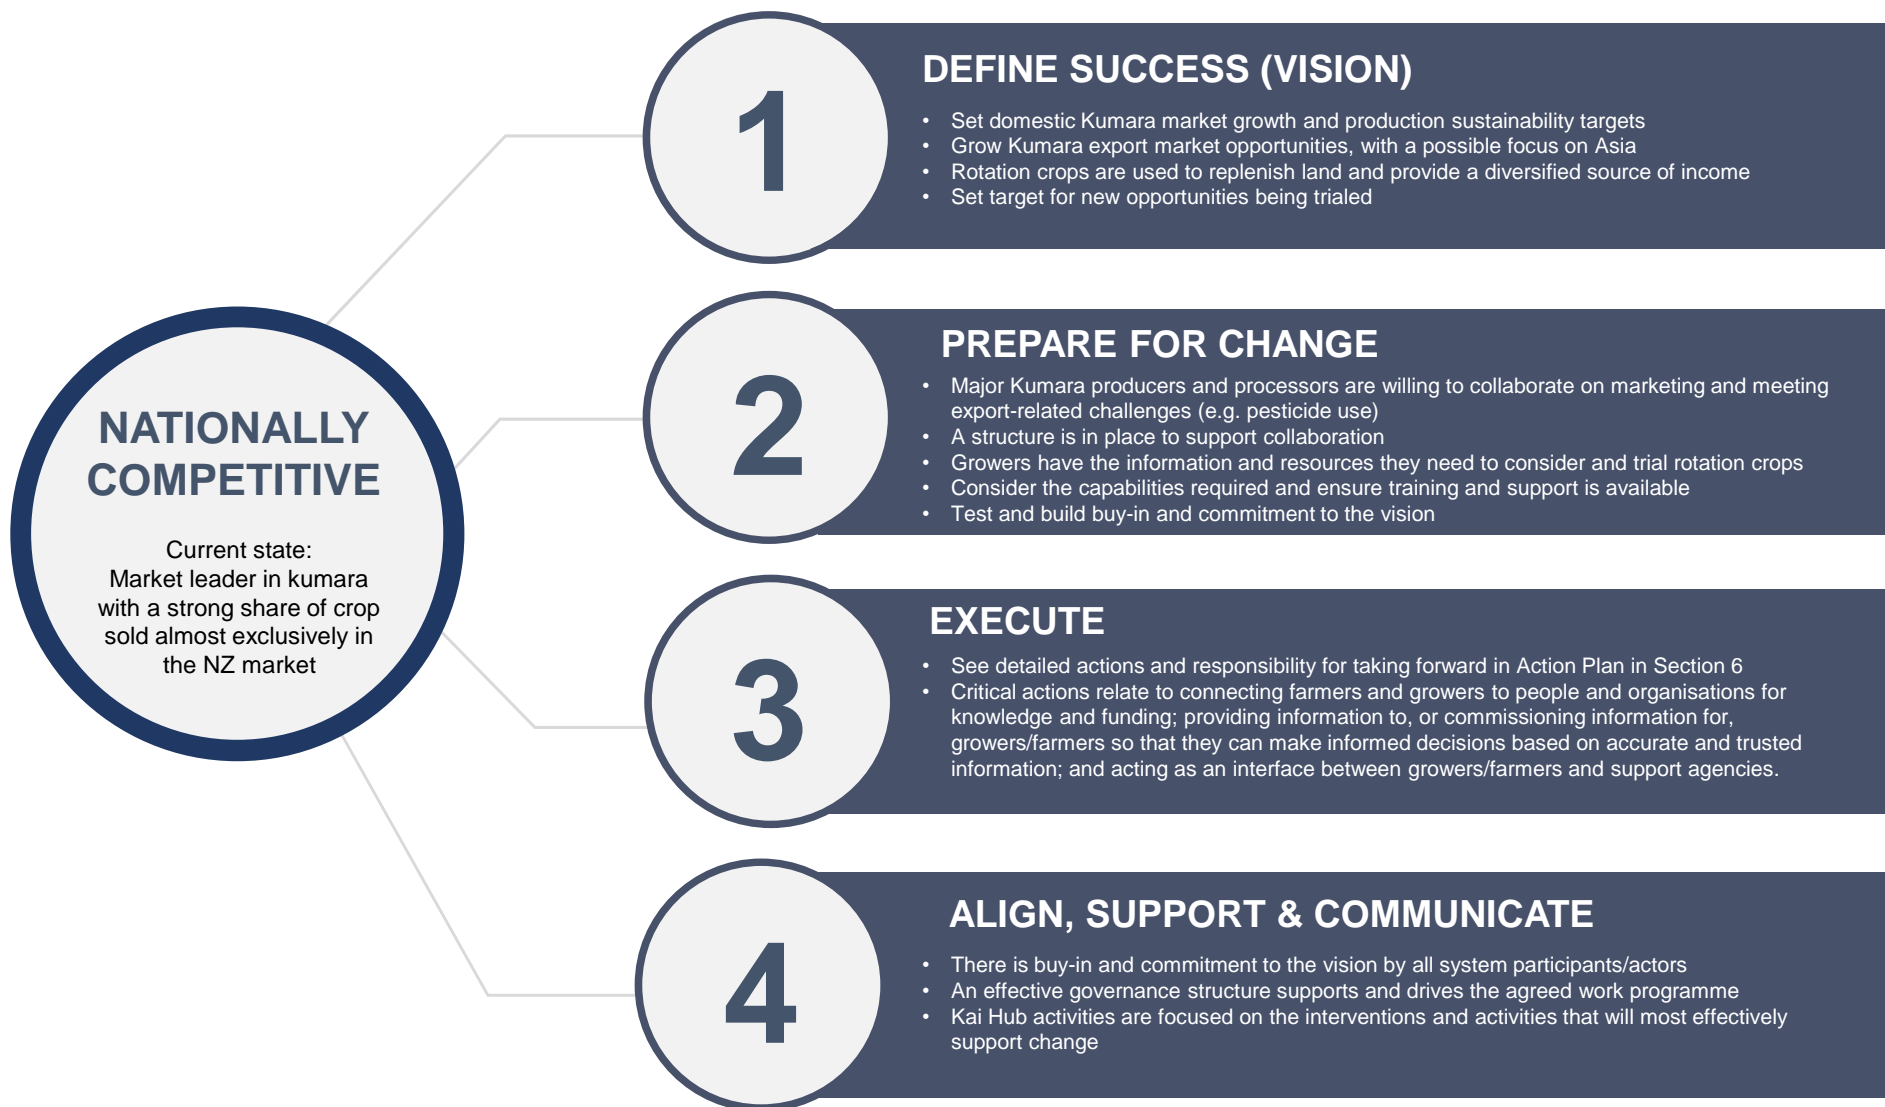 NATIONALLY
COMPETITIVE
Current state:
Market leader in kumara
with a strong share of crop
sold almost exclusively in
the NZ market
1
DEFINE SUCCESS (VISION)
• Set domestic Kumara market growth and production sustainability targets
• Grow Kumara export market opportunities, with a possible focus on Asia
• Rotation crops are used to replenish land and provide a diversified source of income
• Set target for new opportunities being trialed
2
PREPARE FOR CHANGE
• Major Kumara producers and processors are willing to collaborate on marketing and meeting
export-related challenges (e.g. pesticide use)
• A structure is in place to support collaboration
• Growers have the information and resources they need to consider and trial rotation crops
• Consider the capabilities required and ensure training and support is available
• Test and build buy-in and commitment to the vision
3
EXECUTE
• See detailed actions and responsibility for taking forward in Action Plan in Section 6
• Critical actions relate to connecting farmers and growers to people and organisations for
knowledge and funding; providing information to, or commissioning information for,
growers/farmers so that they can make informed decisions based on accurate and trusted
information; and acting as an interface between growers/farmers and support agencies.
4
ALIGN, SUPPORT & COMMUNICATE
• There is buy-in and commitment to the vision by all system participants/actors
• An effective governance structure supports and drives the agreed work programme
• Kai Hub activities are focused on the interventions and activities that will most effectively
support change